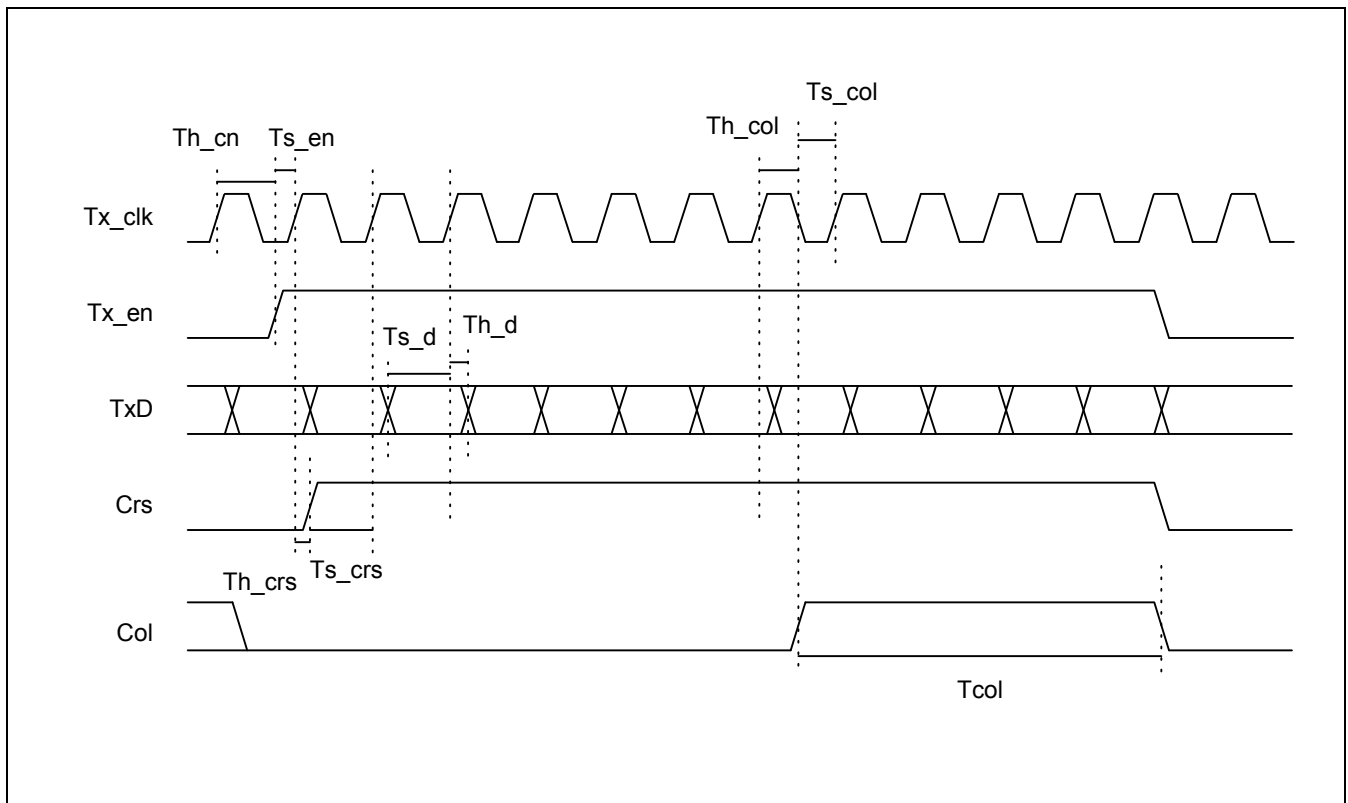 Ts_col
Th_col
Th_cn Ts_en
Tx_clk
Tx_en
Ts_d Th_d
TxD
Crs
Ts_crs
Th_crs
Col
Tcol